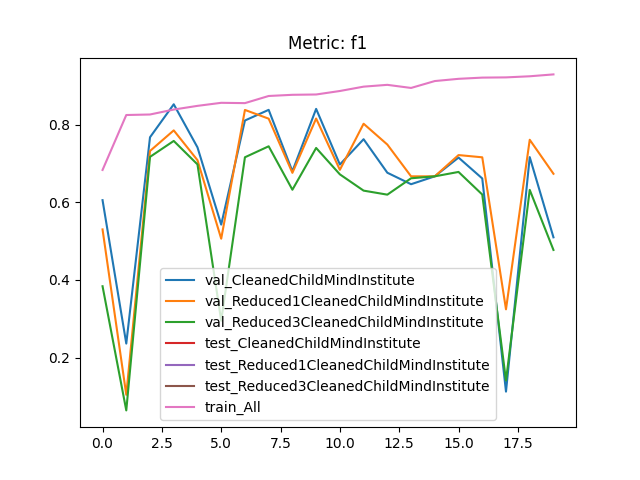 Metric: f1
0.8
0.6
0.4
0.2
val_CleanedChildMindInstitute
val_Reduced1CleanedChildMindInstitute
val_Reduced3CleanedChildMindInstitute
test_CleanedChildMindInstitute
test_Reduced1CleanedChildMindInstitute
test_Reduced3CleanedChildMindInstitute
train_All
0.0 2.5 5.0 7.5 10.0 12.5 15.0 17.5